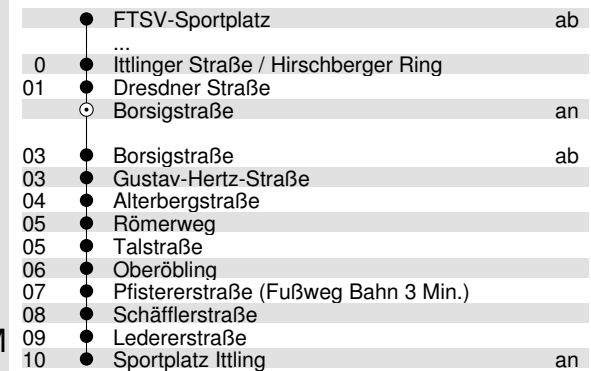 FTSV-Sportplatz ab
...
0 Ittlinger Straße / Hirschberger Ring
01 Dresdner Straße
Borsigstraße an
03 Borsigstraße ab
03 Gustav-Hertz-Straße
04 Alterbergstraße
05 Römerweg
05 Talstraße
06 Oberöbling
07 Pfistererstraße (Fußweg Bahn 3 Min.)
08 Schäfflerstraße
09 Ledererstraße
10 Sportplatz Ittling an